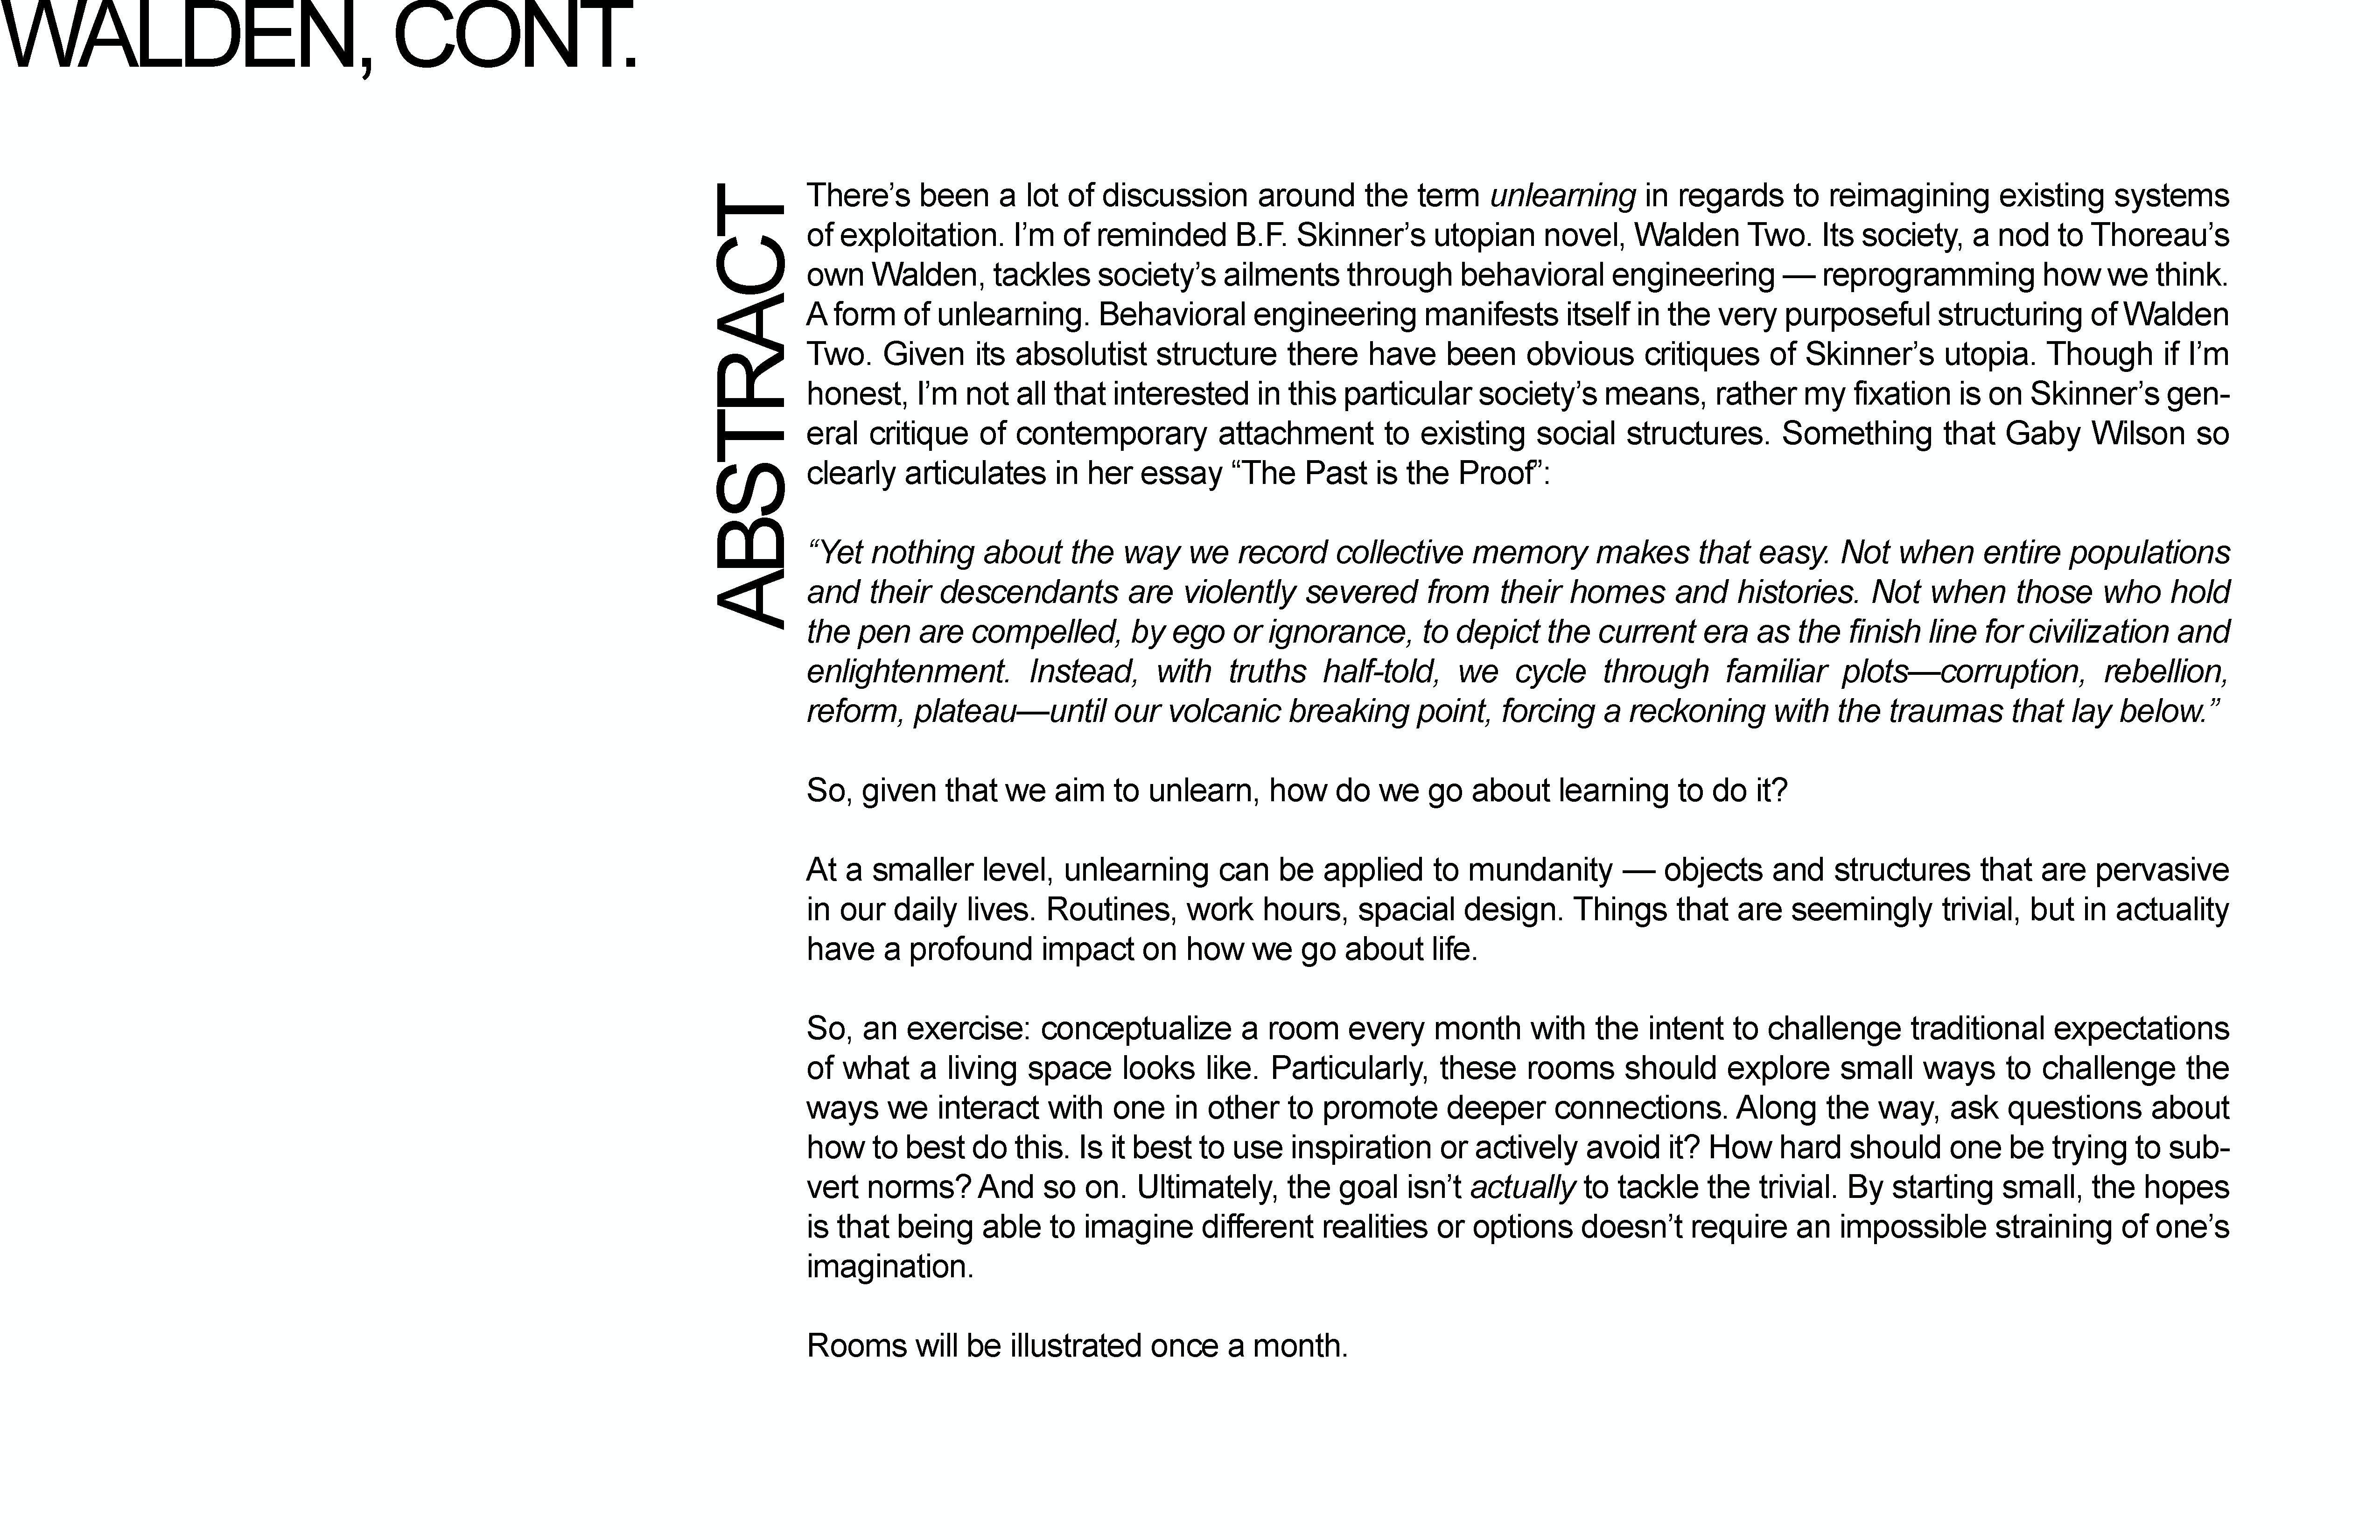 WALDEN, CONT.
ABSTRACT
There’s been a lot of discussion around the term unlearning in regards to reimagining existing systems
of exploitation. I’m of reminded B.F. Skinner’s utopian novel, Walden Two. Its society, a nod to Thoreau’s
own Walden, tackles society’s ailments through behavioral engineering — reprogramming how we think.
A form of unlearning. Behavioral engineering manifests itself in the very purposeful structuring of Walden
Two. Given its absolutist structure there have been obvious critiques of Skinner’s utopia. Though if I’m
honest, I’m not all that interested in this particular society’s means, rather my fixation is on Skinner’s gen-
eral critique of contemporary attachment to existing social structures. Something that Gaby Wilson so
clearly articulates in her essay “The Past is the Proof”:
“Yet nothing about the way we record collective memory makes that easy. Not when entire populations
and their descendants are violently severed from their homes and histories. Not when those who hold
the pen are compelled, by ego or ignorance, to depict the current era as the finish line for civilization and
enlightenment. Instead, with truths half-told, we cycle through familiar plots—corruption, rebellion,
reform, plateau—until our volcanic breaking point, forcing a reckoning with the traumas that lay below.”
So, given that we aim to unlearn, how do we go about learning to do it?
At a smaller level, unlearning can be applied to mundanity — objects and structures that are pervasive
in our daily lives. Routines, work hours, spacial design. Things that are seemingly trivial, but in actuality
have a profound impact on how we go about life.
So, an exercise: conceptualize a room every month with the intent to challenge traditional expectations
of what a living space looks like. Particularly, these rooms should explore small ways to challenge the
ways we interact with one in other to promote deeper connections. Along the way, ask questions about
how to best do this. Is it best to use inspiration or actively avoid it? How hard should one be trying to sub-
vert norms? And so on. Ultimately, the goal isn’t actually to tackle the trivial. By starting small, the hopes
is that being able to imagine different realities or options doesn’t require an impossible straining of one’s
imagination.
Rooms will be illustrated once a month.